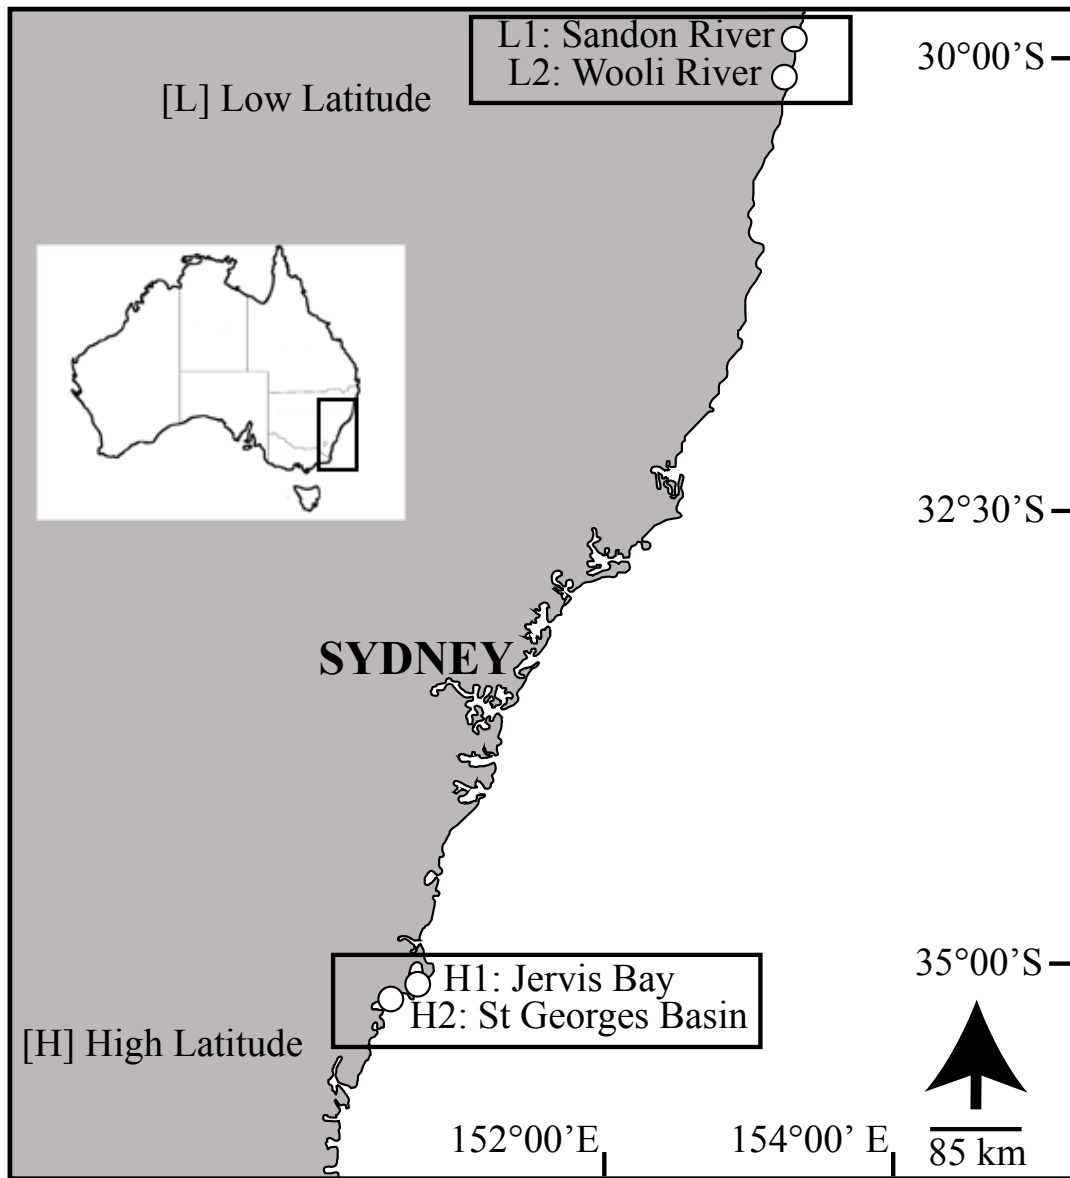 L1: Sandon River
30°00’S
L2: Wooli River
[L] Low Latitude
32°30’S
SYDNEY
35°00’S
H1: Jervis Bay
H2: St Georges Basin
[H] High Latitude
152°00’E
154°00’ E
85 km